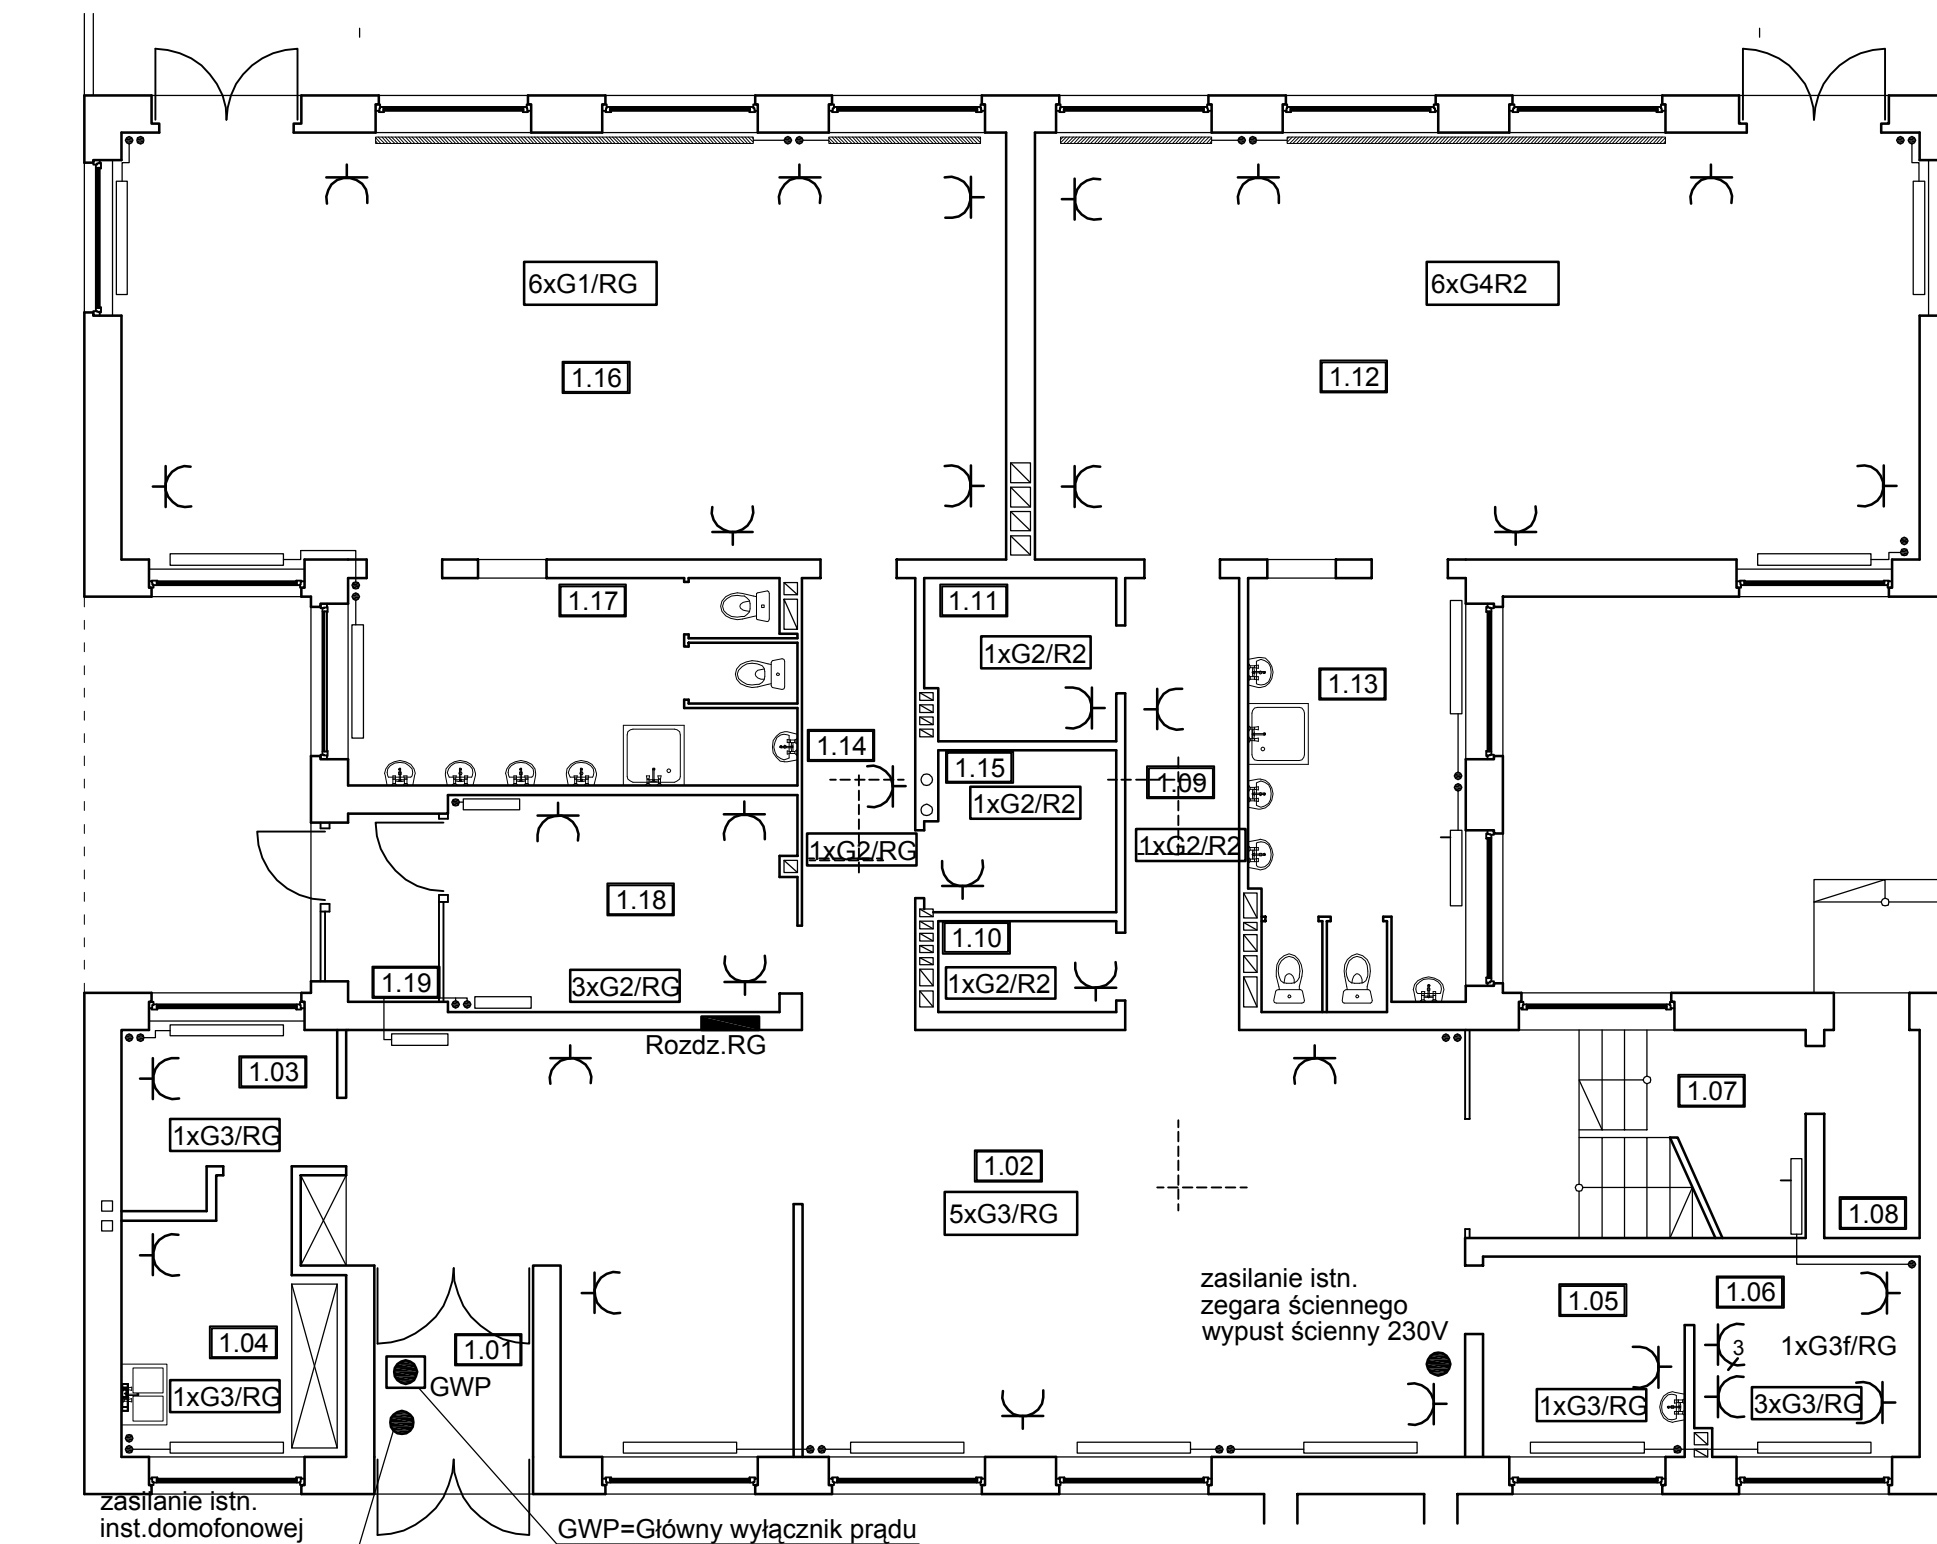 6xG1/RG
6xG4R2
1.16
1.12
1.17
1.11
1xG2/R2
1.13
1.14
1.15
1.09
1xG2/R2
1xG2/RG
1xG2/R2
1.18
1.10
1.19
3xG2/RG
1xG2/R2
Rozdz.RG
1.03
1.07
1xG3/RG
1.02
5xG3/RG
1.08
zasilanie istn.
zegara ściennego
wypust ścienny 230V
1.05
1.06
1.04
1.01
3
1xG3f/RG
GWP
1xG3/RG
1xG3/RG
3xG3/RG
zasilanie istn.
inst.domofonowej
GWP=Główny wyłącznik prądu